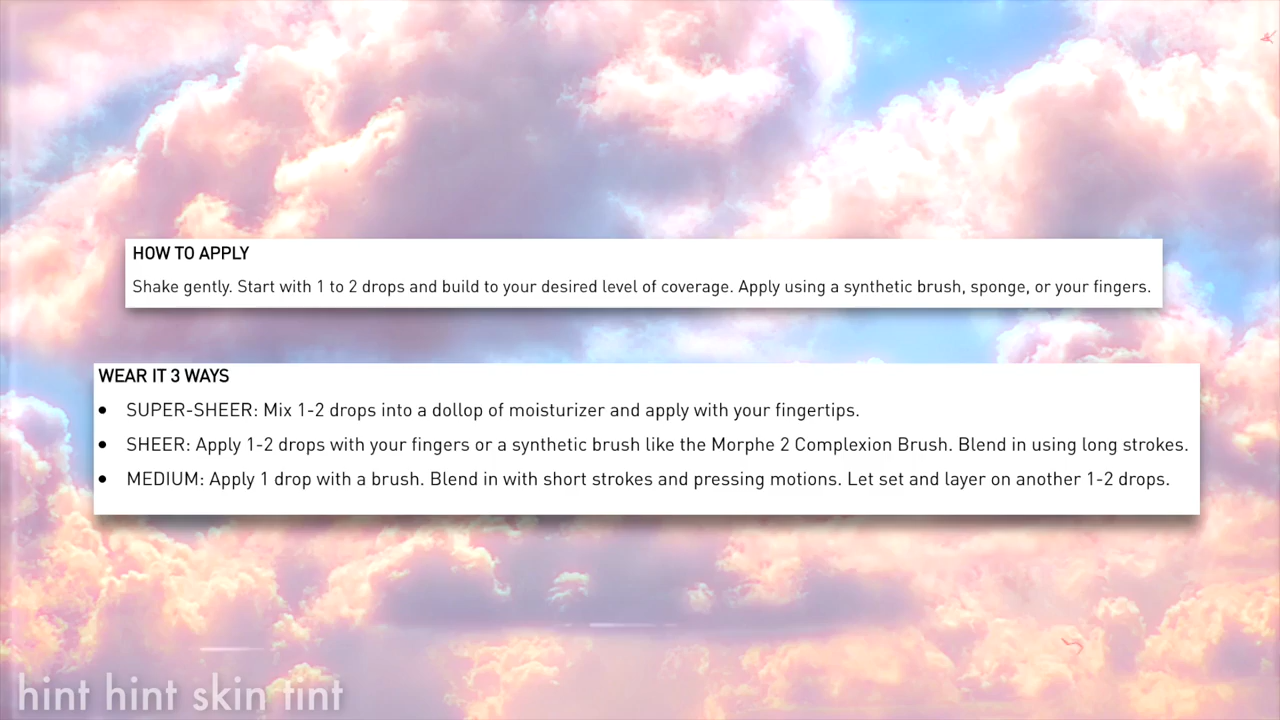 HOW TO APPLY
Shake gently. Start with 1 to 2 drops and build to your desired level of coverage. Apply using a synthetic brush, sponge, or your fingers.
WEAR IT 3 WAYS
• SUPER-SHEER: Mix 1-2 drops into a dollop of moisturizer and apply with your fingertips.
• SHEER: Apply 1-2 drops with your fingers or a synthetic brush like the Morphe 2 Complexion Brush. Blend in using long strokes.
• MEDIUM: Apply 1 drop with a brush. Blend in with short strokes and pressing motions. Let set and layer on another 1-2 drops.
hint hint skin tint